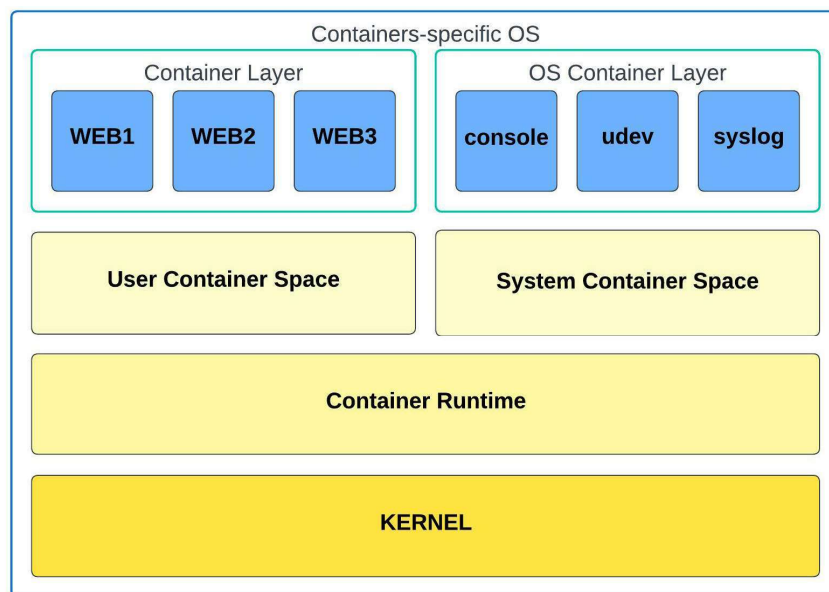 Containers-specific OS
Container Layer
WEB1
WEB2
WEB3
OS Container Layer
console
udev
syslog
User Container Space
System Container Space
Container Runtime
KERNEL